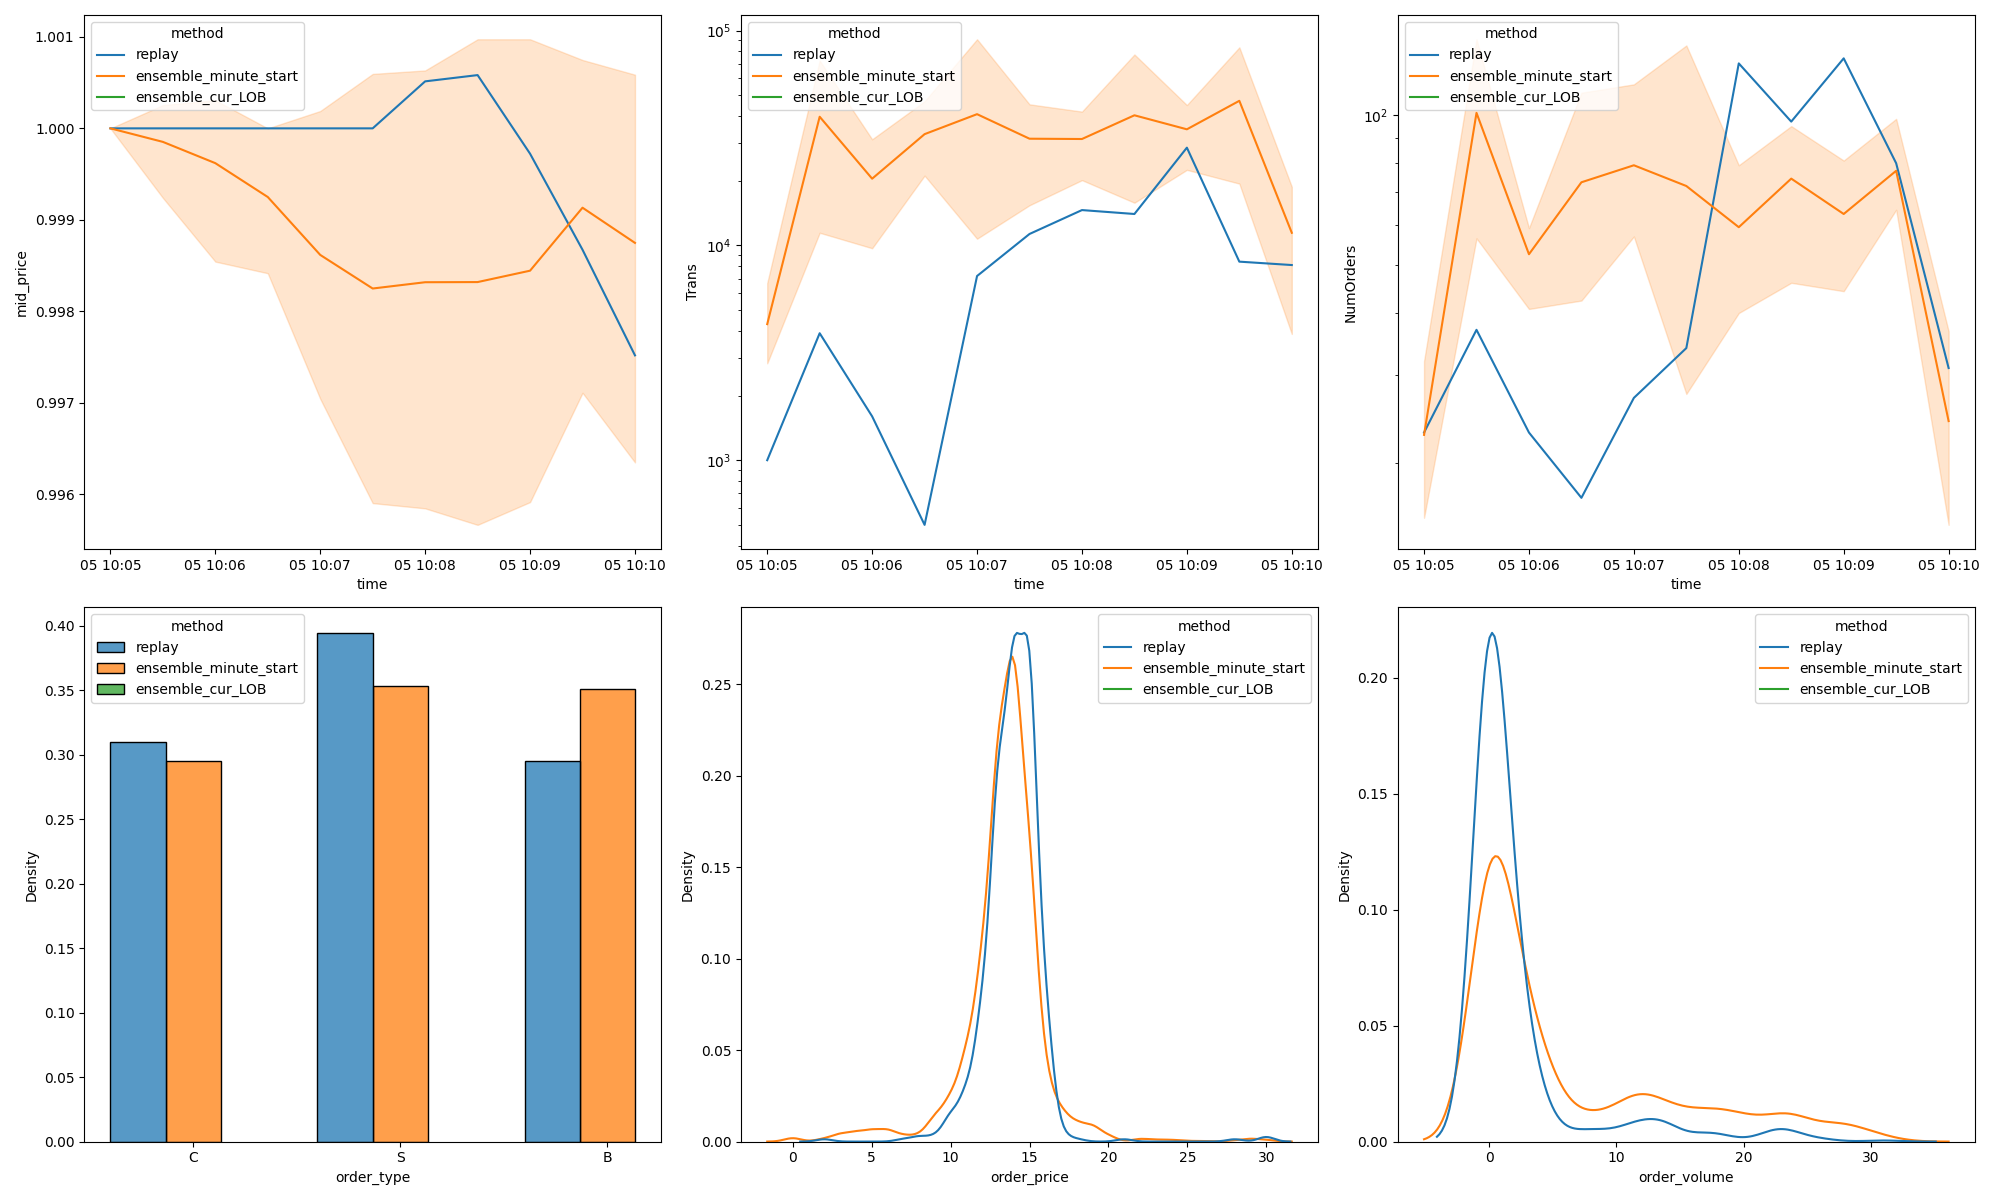 method
replay
ensemble_minute_start
ensemble_cur_LOB
1.001
1.000
0.999
0.998
0.997
0.996
mid_price
05 10:05
05 10:06
05 10:07
05 10:08
05 10:09
05 10:10
time
method
replay
ensemble_minute_start
ensemble_cur_LOB
10^5
10^4
10^3
Trans
05 10:05
05 10:06
05 10:07
05 10:08
05 10:09
05 10:10
time
method
replay
ensemble_minute_start
ensemble_cur_LOB
10^2
NumOrders
05 10:05
05 10:06
05 10:07
05 10:08
05 10:09
05 10:10
time
method
replay
ensemble_minute_start
ensemble_cur_LOB
0.40
0.35
0.30
0.25
0.20
0.15
0.10
0.05
0.00
Density
C
S
B
order_type
method
replay
ensemble_minute_start
ensemble_cur_LOB
0.25
0.20
0.15
0.10
0.05
0.00
Density
0
5
10
15
20
25
30
order_price
method
replay
ensemble_minute_start
ensemble_cur_LOB
0.20
0.15
0.10
0.05
0.00
Density
0
10
20
30
order_volume